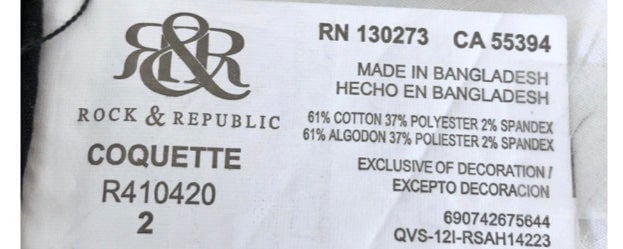 R&R
ROCK & REPUBLIC
COQUETTE
R410420
2
RN 130273 CA 55394
MADE IN BANGLADESH
HECHO EN BANGLADESH
61% COTTON 37% POLYESTER 2% SPANDEX
61% ALGODON 37% POLIESTER 2% SPANDEX
EXCLUSIVE OF DECORATION /
EXCEPTO DECORACION
690742675644
QVS-12I-RSAH14223